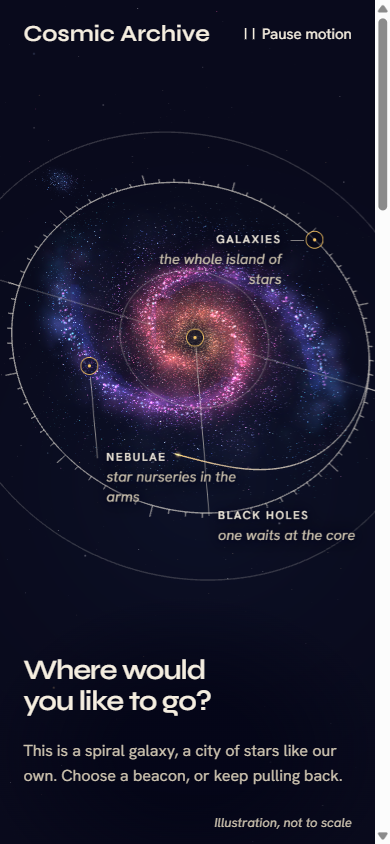 Cosmic Archive
Pause motion
GALAXIES
the whole island of
stars
NEBULAE
star nurseries in the
arms
BLACK HOLES
one waits at the core
Where would
you like to go?
This is a spiral galaxy, a city of stars like our
own. Choose a beacon, or keep pulling back.
Illustration, not to scale